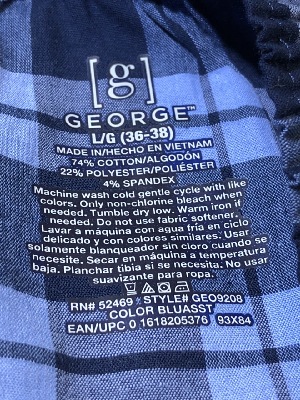 [g]
GEORGE™
L/G (36-38)
MADE IN/HECHO EN VIETNAM
74% COTTON/ALGODÓN
22% POLYESTER/POLIÉSTER
4% SPANDEX
Machine wash cold gentle cycle with like
colors. Only non-chlorine bleach when
needed. Tumble dry low. Warm iron if
needed. Do not use fabric softener.
Lavar a máquina con agua fría en ciclo
delicado y con colores similares. Usar
solamente blanqueador sin cloro cuando se
necesite. Secar en máquina a temperatura
baja. Planchar tibia si se necesita. No usar
suavizante para ropa.
RN# 52469 STYLE# GEO9208
COLOR BLUASST
EAN/UPC 0 1618205376 93X84